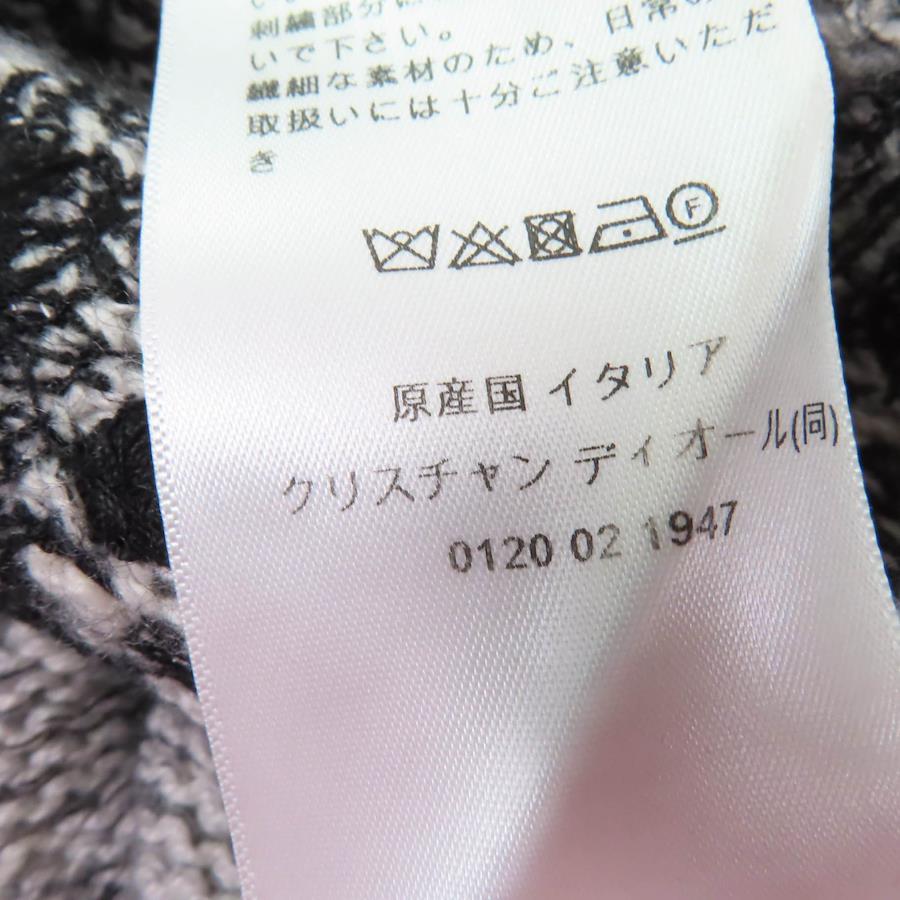 刺繍部分に
いで下さい。
繊細な素材のため、日常の
取扱いには十分ご注意いただ
き
F
原産国 イタリア
クリスチャン ディオール(同)
0120 02 1947